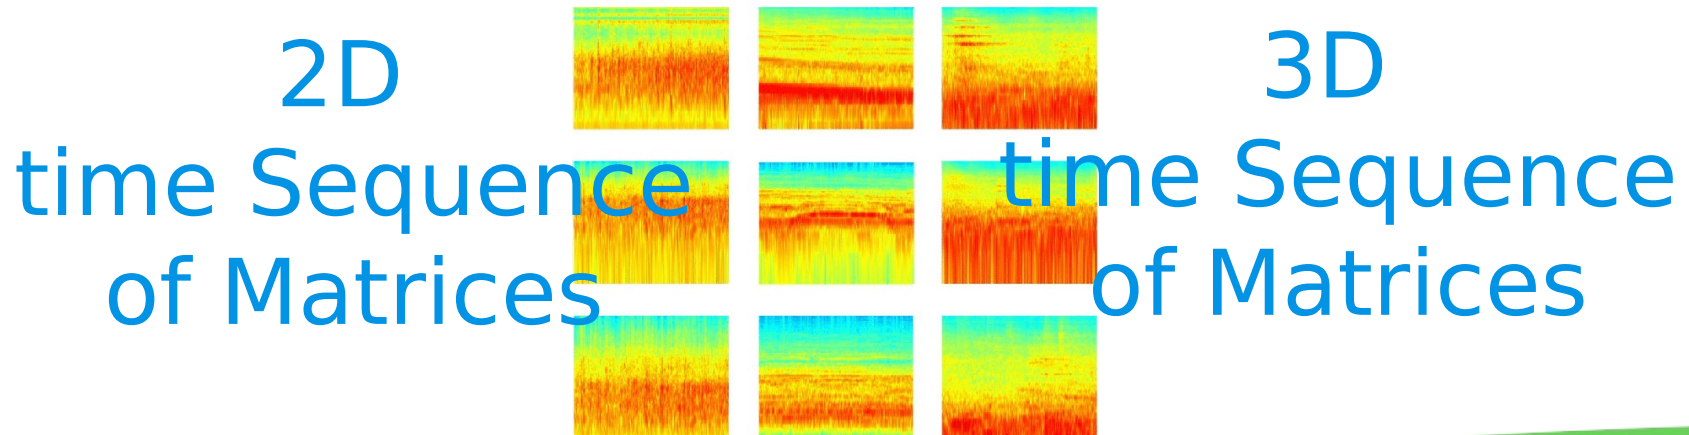 2D
time Sequence
of Matrices
3D
time Sequence
of Matrices